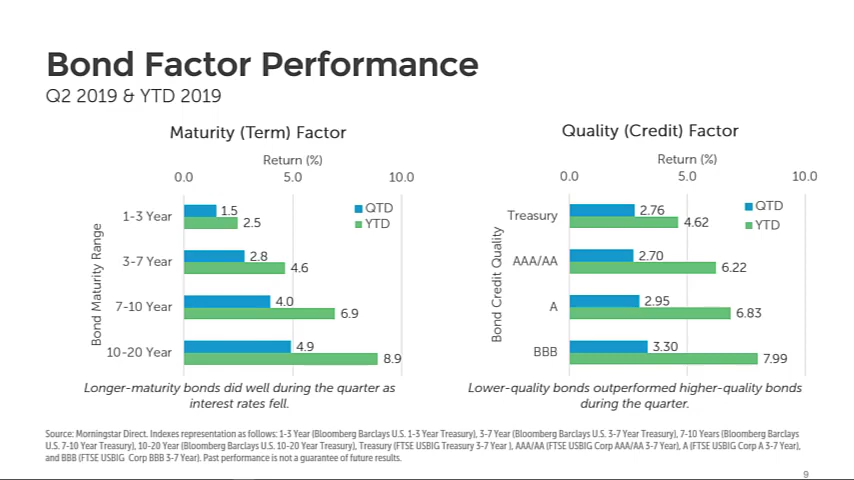 Bond Factor Performance
Q2 2019 & YTD 2019
Maturity (Term) Factor
Return (%)
0.0 5.0 10.0
QTD
YTD
Bond Maturity Range
1-3 Year 1.5 2.5
3-7 Year 2.8 4.6
7-10 Year 4.0 6.9
10-20 Year 4.9 8.9
Longer-maturity bonds did well during the quarter as
interest rates fell.
Quality (Credit) Factor
Return (%)
0.0 5.0 10.0
QTD
YTD
Bond Credit Quality
Treasury 2.76 4.62
AAA/AA 2.70 6.22
A 2.95 6.83
BBB 3.30 7.99
Lower-quality bonds outperformed higher-quality bonds
during the quarter.
Source: Morningstar Direct. Indexes representation as follows: 1-3 Year (Bloomberg Barclays U.S. 1-3 Year Treasury), 3-7 Year (Bloomberg Barclays U.S. 3-7 Year Treasury), 7-10 Years (Bloomberg Barclays
U.S. 7-10 Year Treasury), 10-20 Year (Bloomberg Barclays U.S. 10-20 Year Treasury), Treasury (FTSE USBIG Treasury 3-7 Year ), AAA/AA (FTSE USBIG Corp AAA/AA 3-7 Year), A (FTSE USBIG Corp A 3-7 Year),
and BBB (FTSE USBIG Corp BBB 3-7 Year). Past performance is not a guarantee of future results.
9